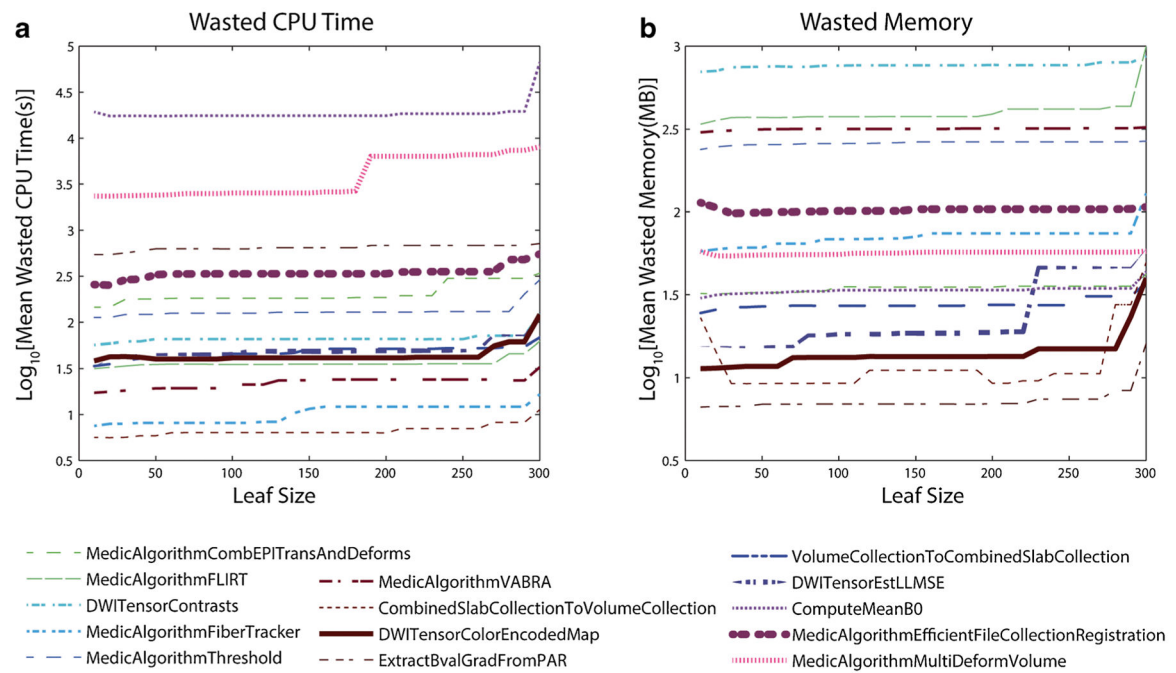 a
Wasted CPU Time
Log10[Mean Wasted CPU Time(s)]
5
4.5
4
3.5
3
2.5
2
1.5
1
0.5
0
50
100
150
200
250
300
Leaf Size
b
Wasted Memory
Log10[Mean Wasted Memory(MB)]
3
2.5
2
1.5
1
0.5
0
50
100
150
200
250
300
Leaf Size
MedicAlgorithmCombEPITransAndDeforms
MedicAlgorithmFLIRT
DWITensorContrasts
MedicAlgorithmFiberTracker
MedicAlgorithmThreshold
MedicAlgorithmVABRA
CombinedSlabCollectionToVolumeCollection
DWITensorColorEncodedMap
ExtractBvalGradFromPAR
VolumeCollectionToCombinedSlabCollection
DWITensorEstLLMSE
ComputeMeanB0
MedicAlgorithmEfficientFileCollectionRegistration
MedicAlgorithmMultiDeformVolume